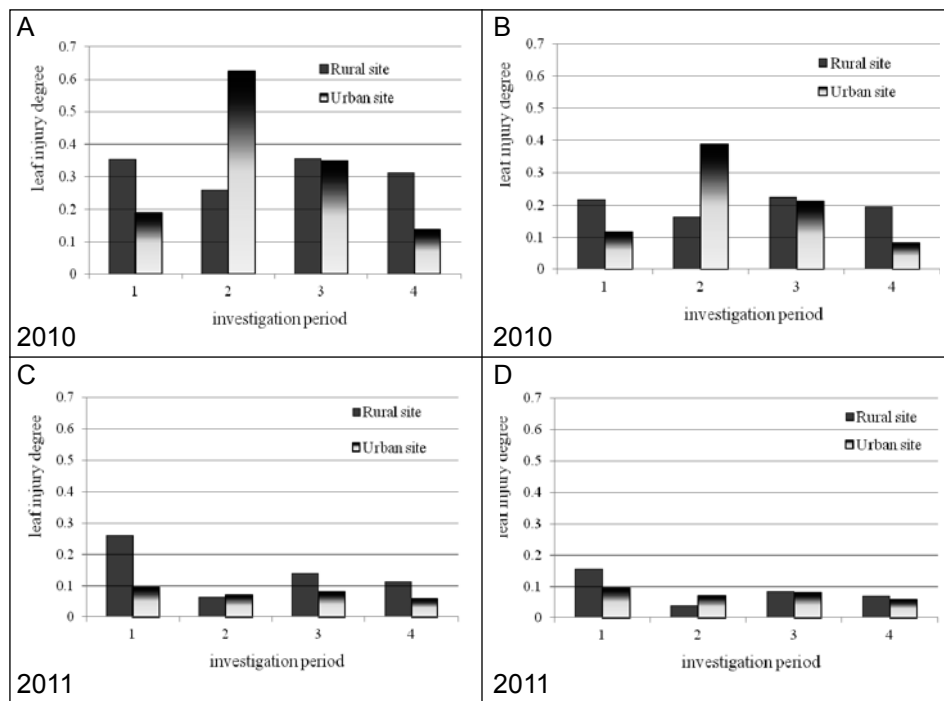 A
leaf injury degree
0.7
0.6
0.5
0.4
0.3
0.2
0.1
0
Rural site
Urban site
1 2 3 4
investigation period
2010
B
leaf injury degree
0.7
0.6
0.5
0.4
0.3
0.2
0.1
0
Rural site
Urban site
1 2 3 4
investigation period
2010
C
leaf injury degree
0.7
0.6
0.5
0.4
0.3
0.2
0.1
0
Rural site
Urban site
1 2 3 4
investigation period
2011
D
leaf injury degree
0.7
0.6
0.5
0.4
0.3
0.2
0.1
0
Rural site
Urban site
1 2 3 4
investigation period
2011